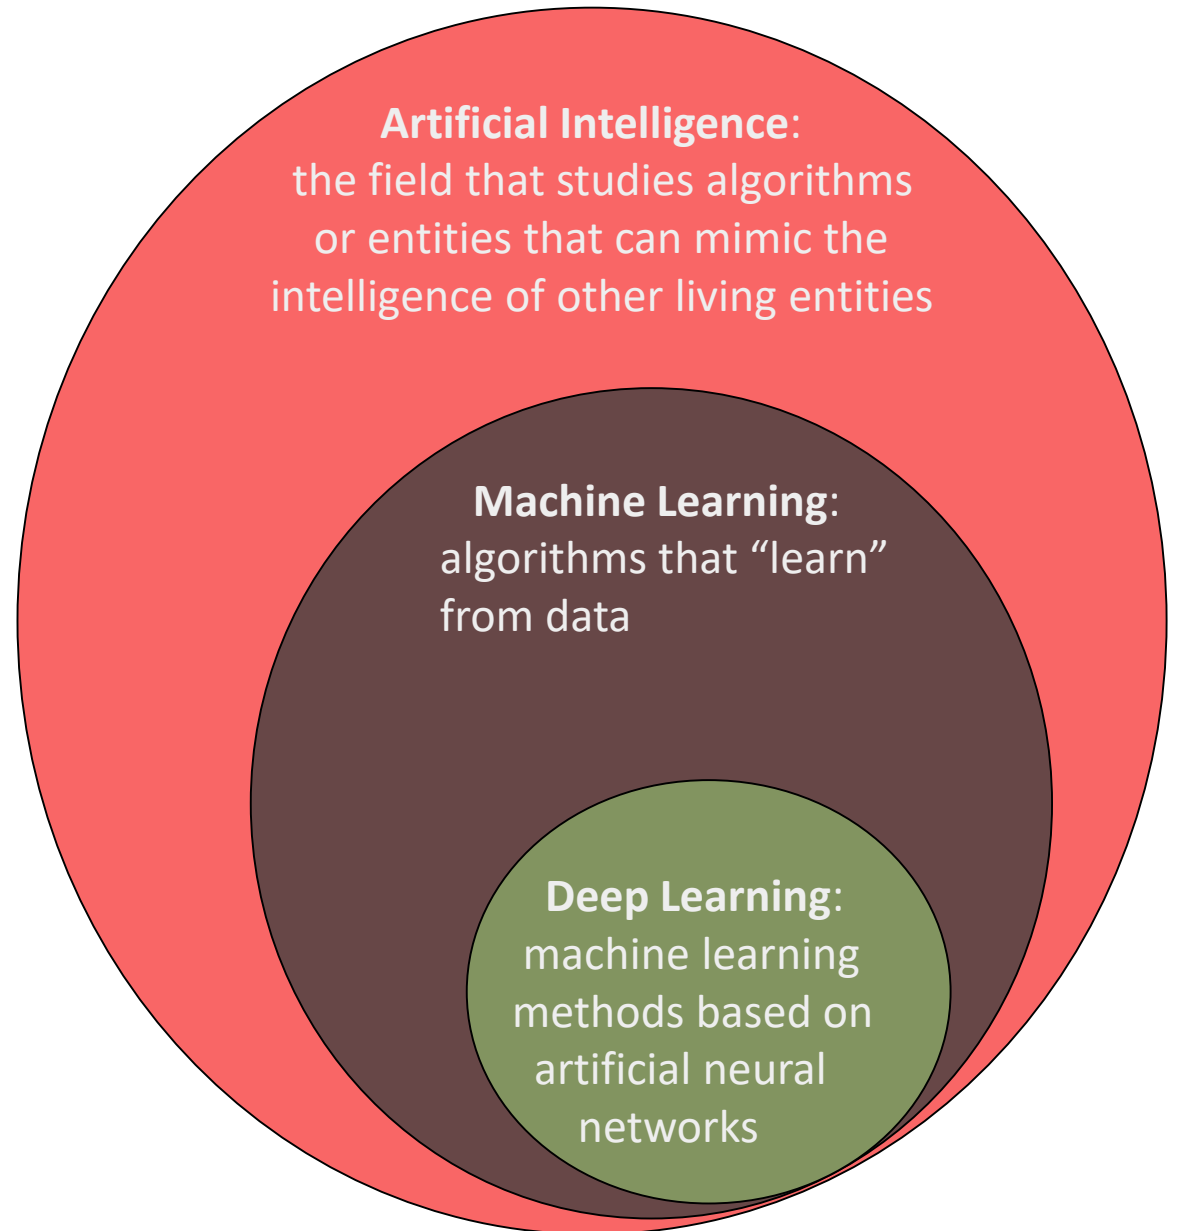 Artificial Intelligence:
the field that studies algorithms
or entities that can mimic the
intelligence of other living entities
Machine Learning:
algorithms that “learn”
from data
Deep Learning:
machine learning
methods based on
artificial neural
networks